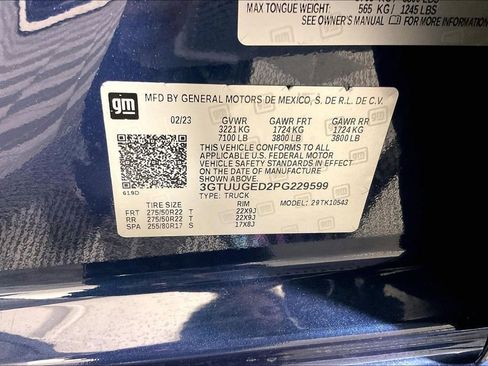 MAX TONGUE WEIGHT:
565 KG / 1245 LBS
SEE OWNER'S MANUAL FOR MORE INFORMATION
gm
MFD BY GENERAL MOTORS DE MEXICO, S. DE R.L. DE C.V.
02/23 GVWR GAWR FRT GAWR RR
3221 KG 1724 KG 1724 KG
7100 LB 3800 LB 3800 LB
THIS VEHICLE CONFORMS TO ALL APPLICABLE
U.S. FEDERAL MOTOR
VEHICLE SAFETY STANDARDS IN EFFECT ON THE
DATE OF MANUFACTURE SHOWN ABOVE.
619D
3GTUUGED2PG229599
TYPE: TRUCK
TIRE SIZE RIM MODEL: 29TK10543
FRT 275/50R22 T 22X9J
RR 275/50R22 T 22X9J
SPA 255/80R17 S 17X8J